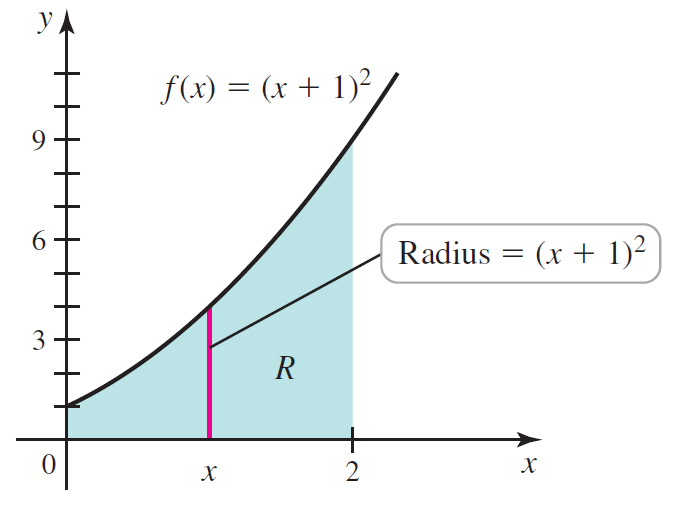 y
f(x) = (x + 1)²
9
6
Radius = (x + 1)²
3
R
0
x
2
x